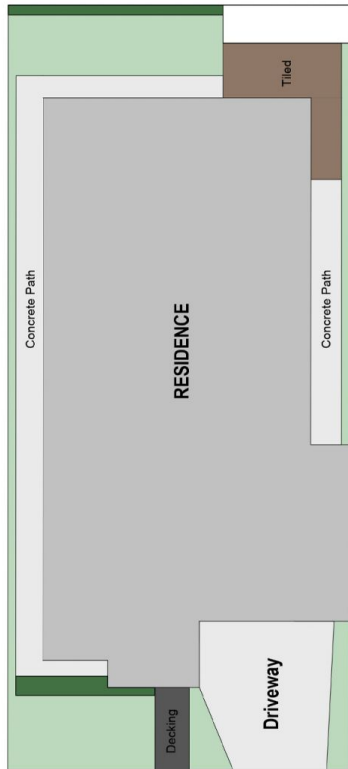 Tiled
Concrete Path
Concrete Path
RESIDENCE
Driveway
Decking